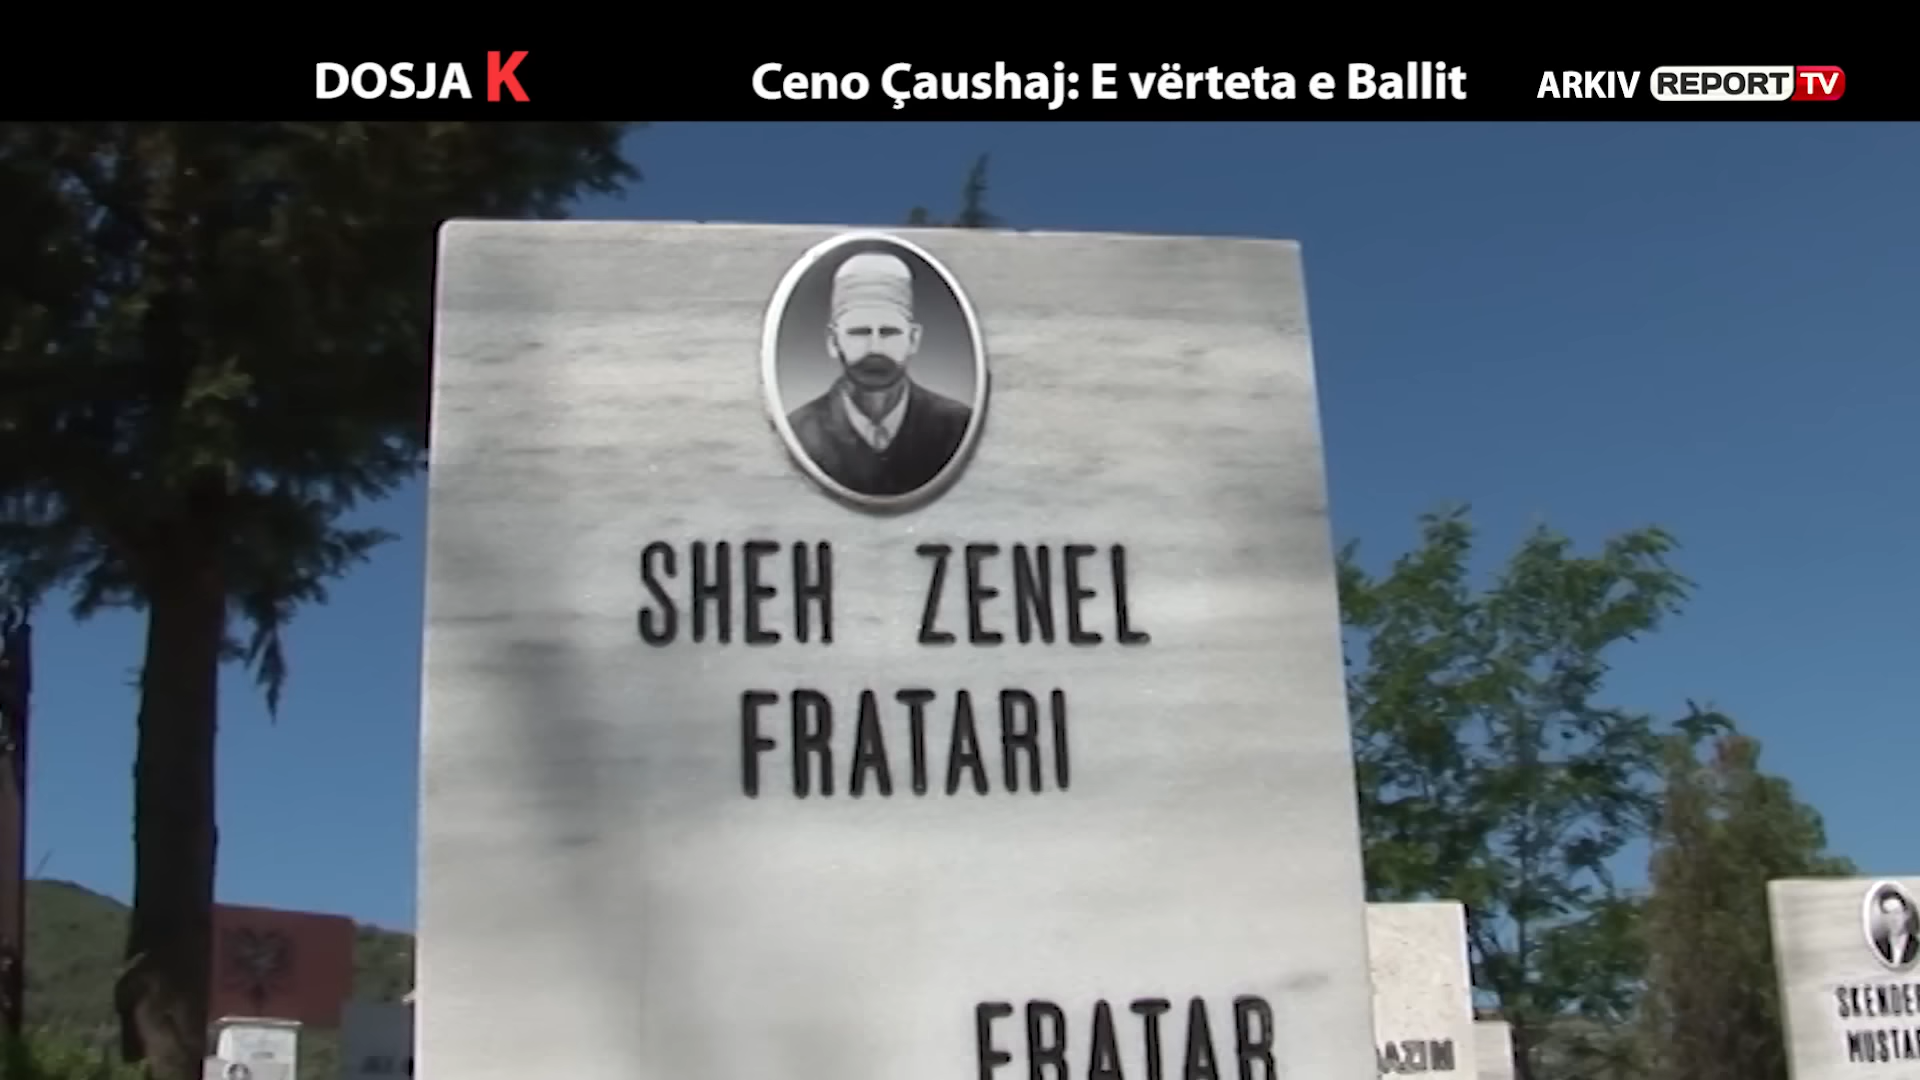 DOSJA K
Ceno Çaushaj: E vërteta e Ballit
ARKIV REPORT TV
SHEH ZENEL
FRATARI
FRATAR